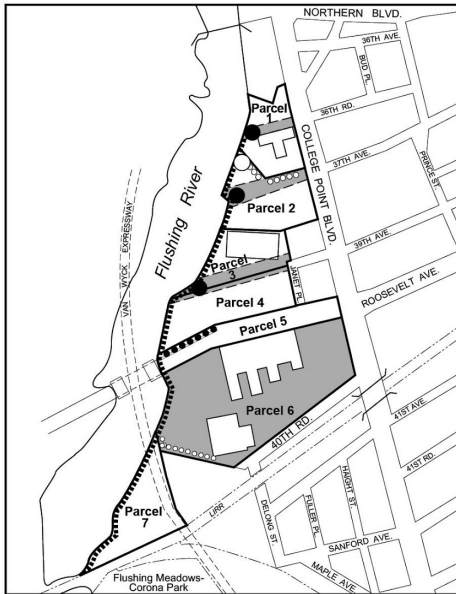 NORTHERN BLVD.
36TH AVE.
BUD PL.
Parcel
1
36TH RD.
COLLEGE POINT BLVD.
37TH AVE.
PRINCE ST.
Flushing River
VAN WYCK EXPRESSWAY
Parcel 2
39TH AVE.
Parcel
3
JANET PL.
ROOSEVELT AVE.
Parcel 4
Parcel 5
Parcel 6
40TH RD.
41ST AVE.
41ST RD.
Parcel
7
LIRR
DELONG ST.
FULLER PL.
HAIGHT ST.
SANFORD AVE.
MAPLE AVE.
Flushing Meadows-
Corona Park